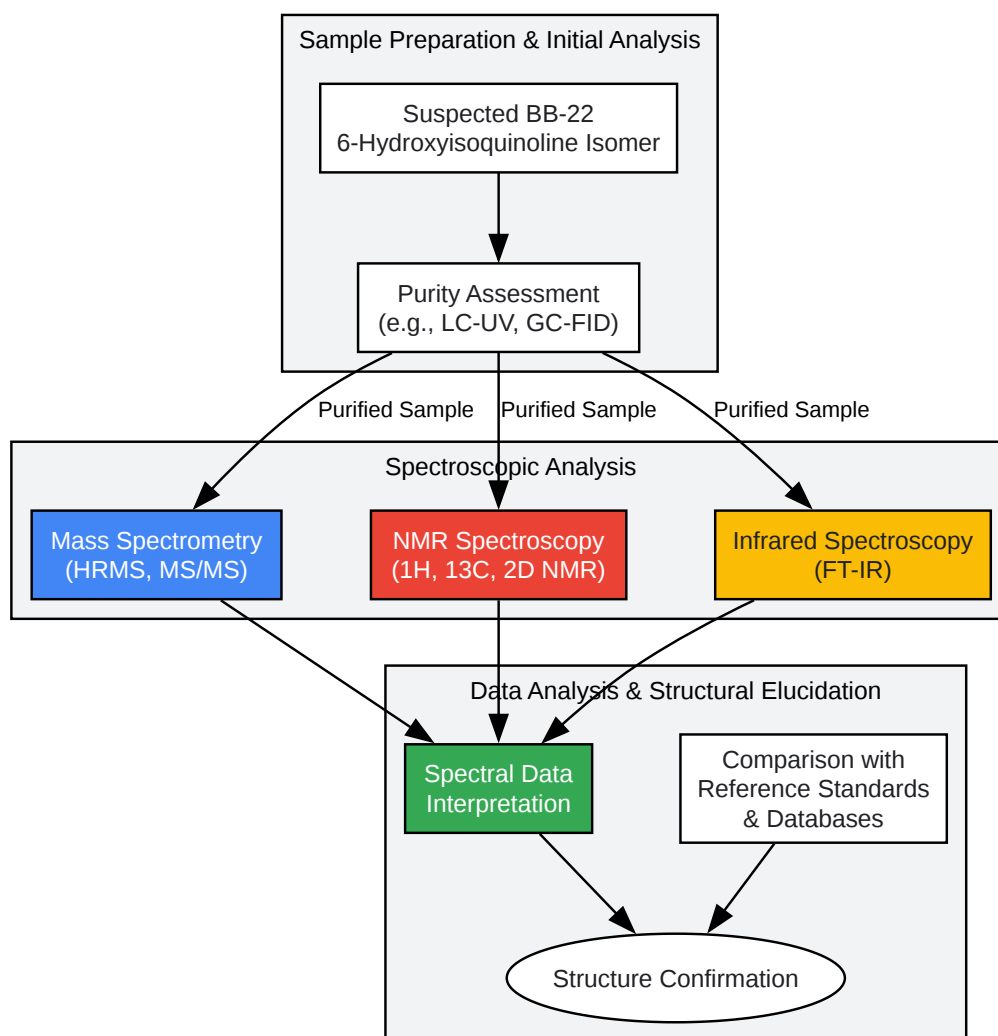 Sample Preparation & Initial Analysis
Suspected BB-22
6-Hydroxyisoquinoline Isomer
Purity Assessment
(e.g., LC-UV, GC-FID)
Purified Sample
Purified Sample
Purified Sample
Spectroscopic Analysis
Mass Spectrometry
(HRMS, MS/MS)
NMR Spectroscopy
(1H, 13C, 2D NMR)
Infrared Spectroscopy
(FT-IR)
Data Analysis & Structural Elucidation
Spectral Data
Interpretation
Comparison with
Reference Standards
& Databases
Structure Confirmation